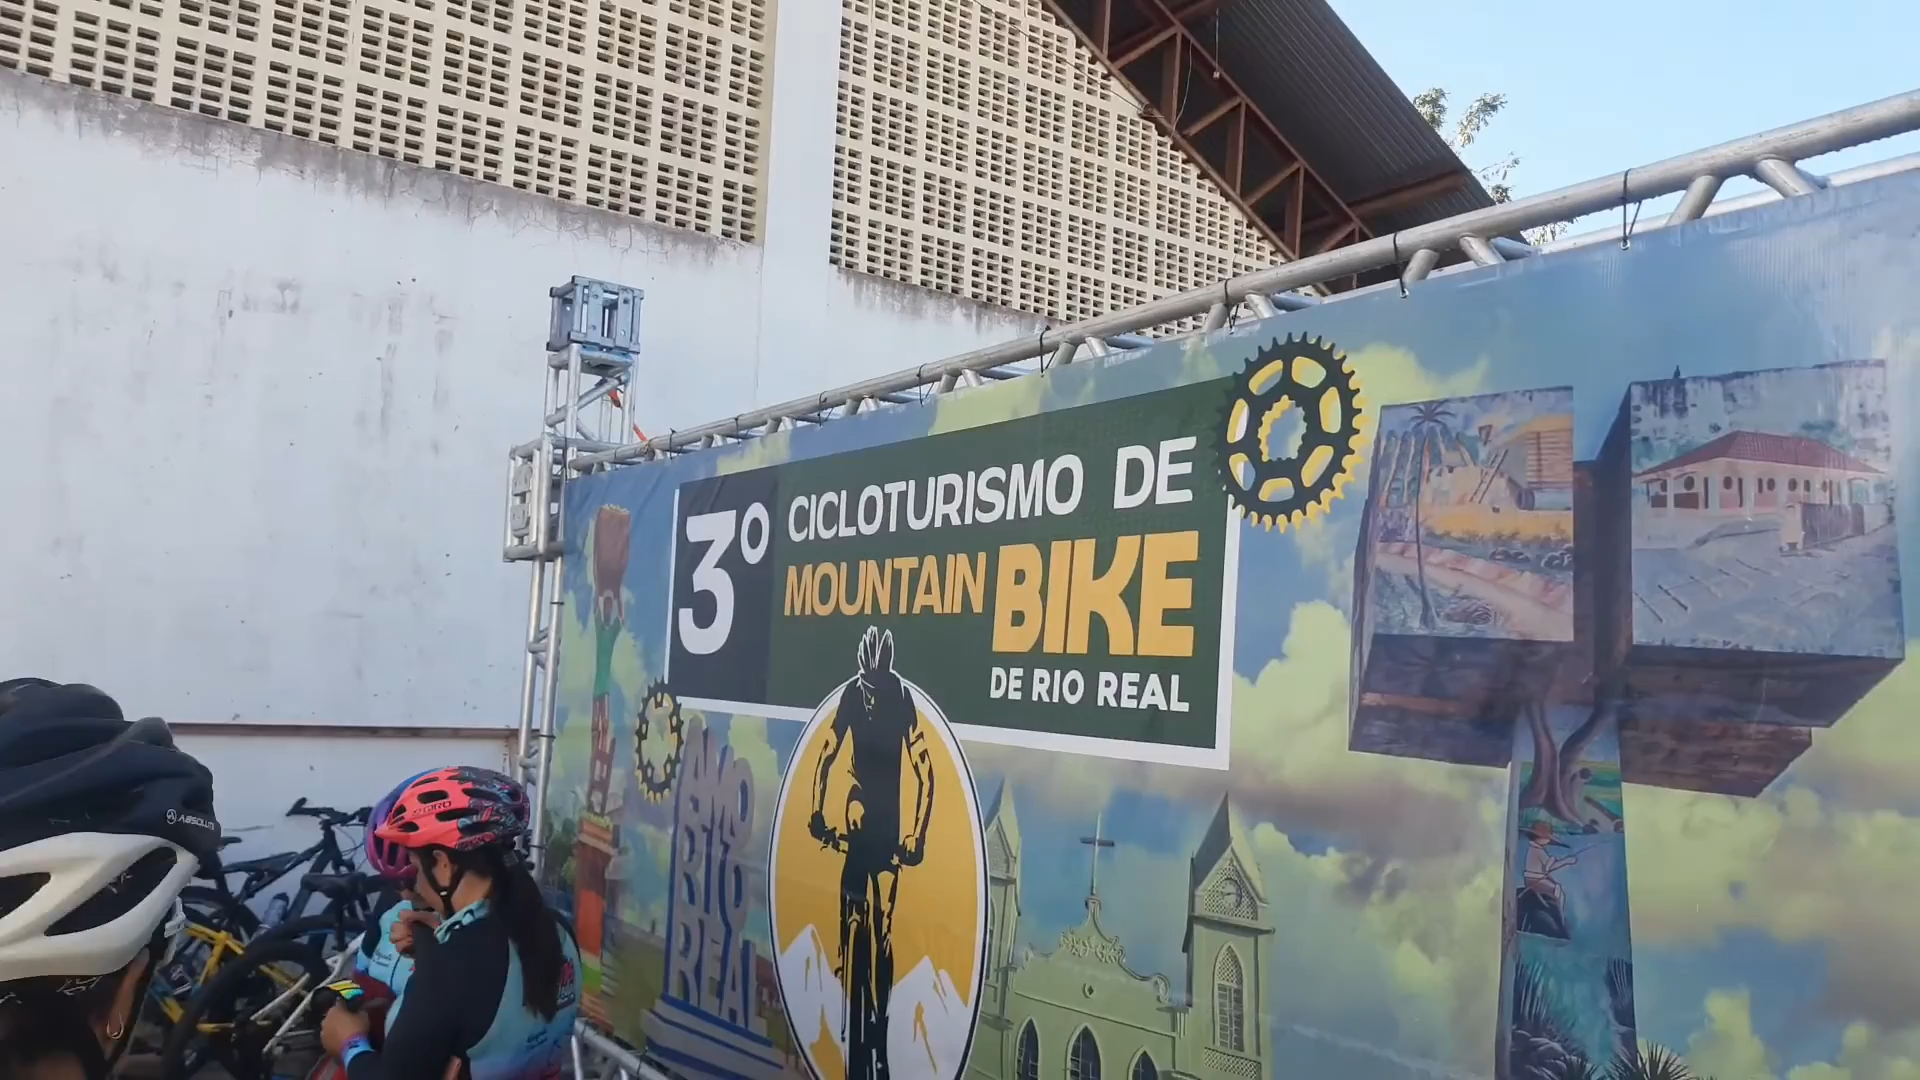 3º
CICLOTURISMO DE
MOUNTAIN BIKE
DE RIO REAL
AMO
RIO
REAL
ABSOLUTE
GIRO